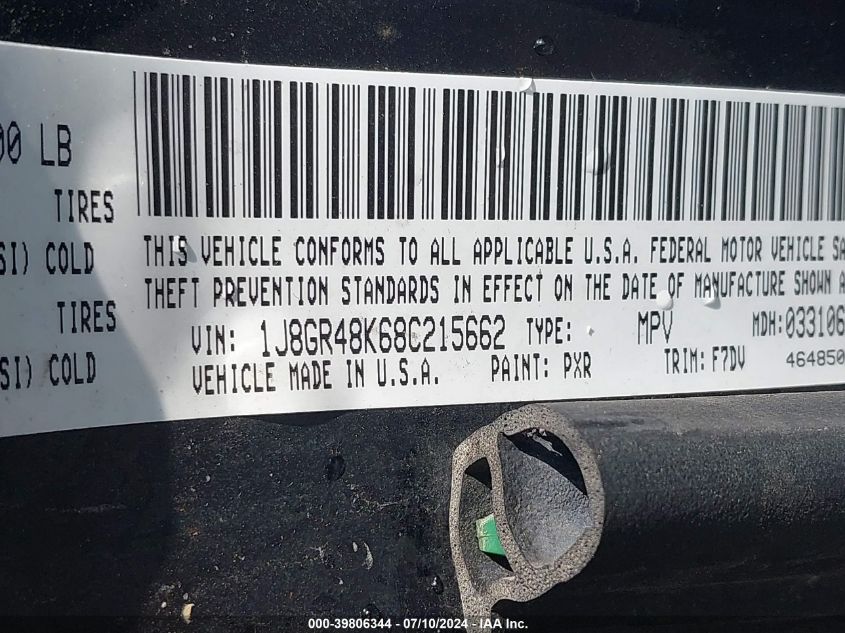 00 LB
TIRES
SI) COLD
TIRES
SI) COLD
THIS VEHICLE CONFORMS TO ALL APPLICABLE U.S.A. FEDERAL MOTOR VEHICLE SA
THEFT PREVENTION STANDARDS IN EFFECT ON THE DATE OF MANUFACTURE SHOWN A
VIN: 1J8GR48K68C215662 TYPE: MPV MDH:033106
VEHICLE MADE IN U.S.A. PAINT: PXR TRIM: F7DV 464850
000-39806344 - 07/10/2024 - IAA Inc.